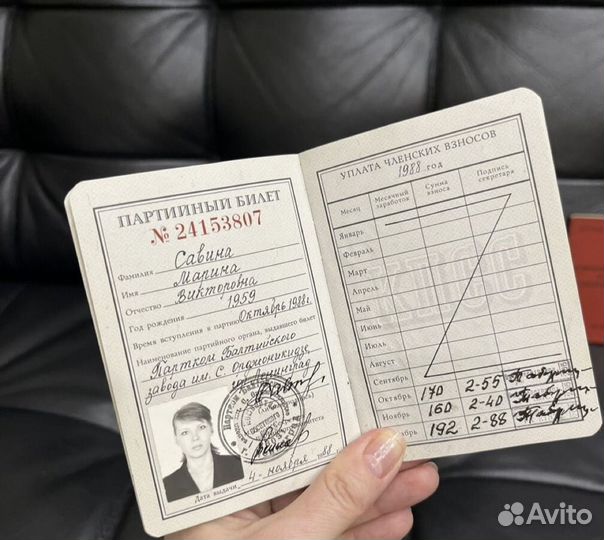 ПАРТИЙНЫЙ БИЛЕТ
№ 24153807
Фамилия Савина
Имя Марина
Отчество Викторовна
Год рождения 1959
Время вступления в партию Октябрь 1988г.
Наименование партийного органа, выдавшего билет
Партком Балтийского
завода им. С. Орджоникидзе
Дата выдачи 4 - ноября 1988
УПЛАТА ЧЛЕНСКИХ ВЗНОСОВ
1988 год
Месяц Месячный заработок Сумма взноса Подпись секретаря
Январь
Февраль
Март
Апрель
Май
Июнь
Июль
Август
Сентябрь
Октябрь 170 2-55
Ноябрь 160 2-40
192 2-88
Avito